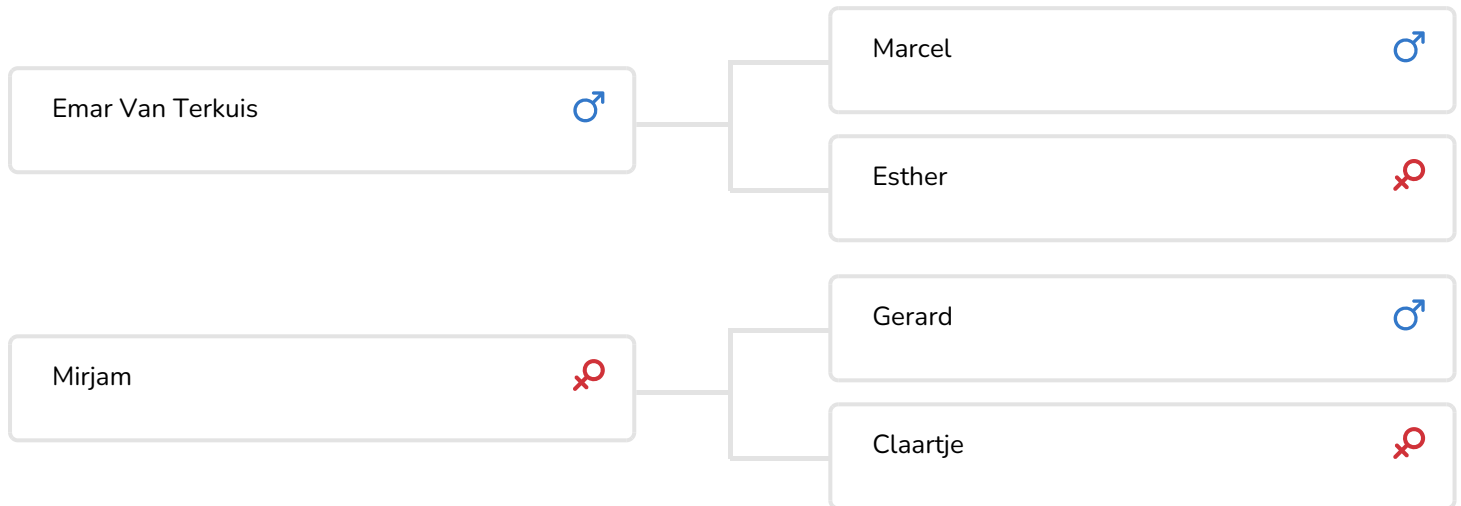 Emar Van Terkuis
Marcel
Esther
Mirjam
Gerard
Claartje